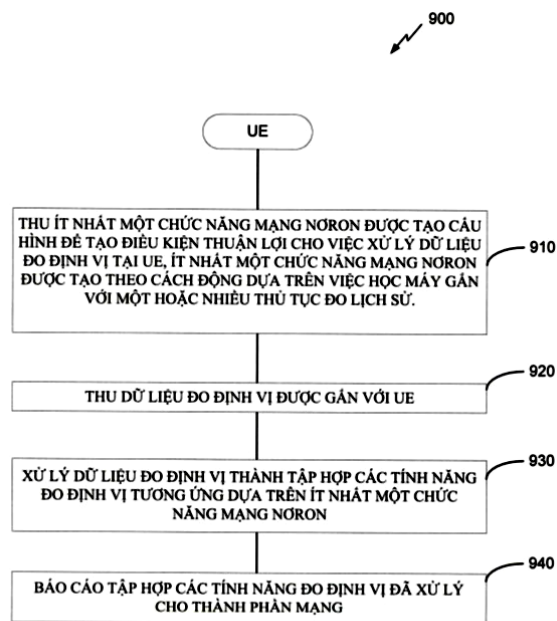 900
UE
THU ÍT NHẤT MỘT CHỨC NĂNG MẠNG NƠRON ĐƯỢC TẠO CẤU
HÌNH ĐỂ TẠO ĐIỀU KIỆN THUẬN LỢI CHO VIỆC XỬ LÝ DỮ LIỆU
ĐO ĐỊNH VỊ TẠI UE, ÍT NHẤT MỘT CHỨC NĂNG MẠNG NƠRON
ĐƯỢC TẠO THEO CÁCH ĐỘNG DỰA TRÊN VIỆC HỌC MÁY GẮN
VỚI MỘT HOẶC NHIỀU THỦ TỤC ĐO LỊCH SỬ.
910
THU DỮ LIỆU ĐO ĐỊNH VỊ ĐƯỢC GẮN VỚI UE
920
XỬ LÝ DỮ LIỆU ĐO ĐỊNH VỊ THÀNH TẬP HỢP CÁC TÍNH NĂNG
ĐO ĐỊNH VỊ TƯƠNG ỨNG DỰA TRÊN ÍT NHẤT MỘT CHỨC
NĂNG MẠNG NƠRON
930
BÁO CÁO TẬP HỢP CÁC TÍNH NĂNG ĐO ĐỊNH VỊ ĐÃ XỬ LÝ
CHO THÀNH PHẦN MẠNG
940